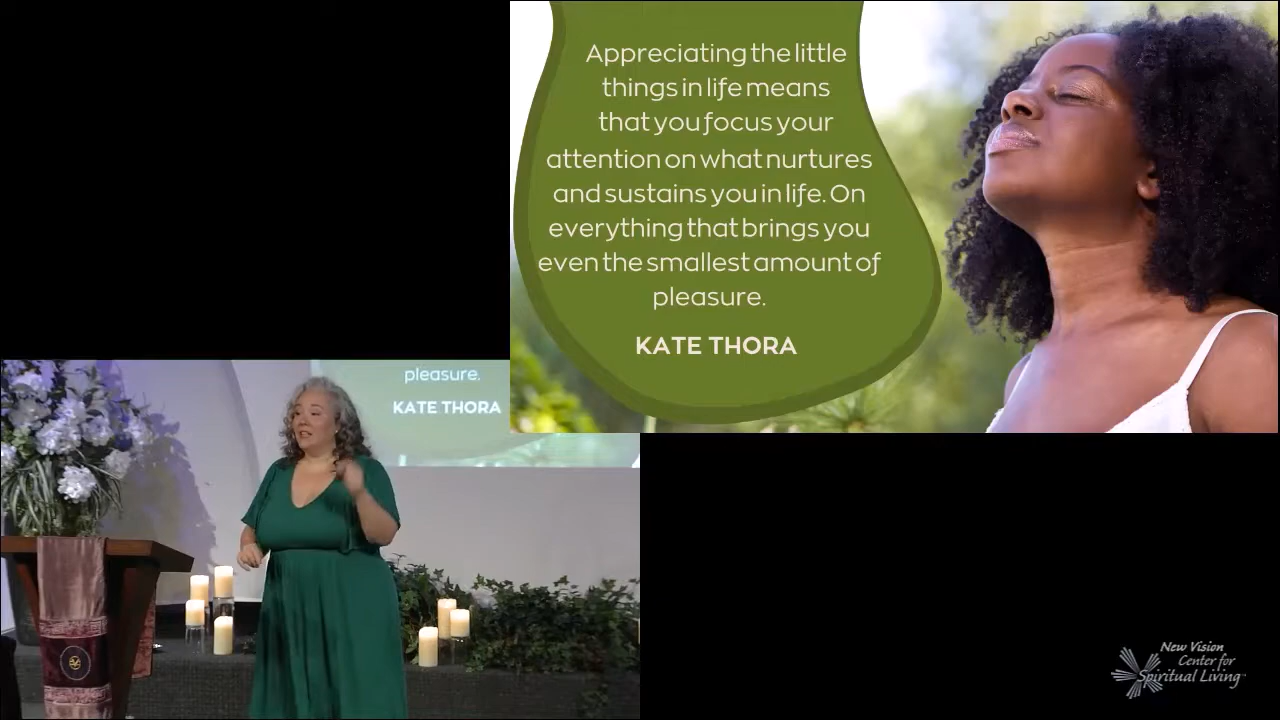 Appreciating the little
things in life means
that you focus your
attention on what nurtures
and sustains you in life. On
everything that brings you
even the smallest amount of
pleasure.
KATE THORA
pleasure.
KATE THORA
New Vision
Center for
Spiritual Living